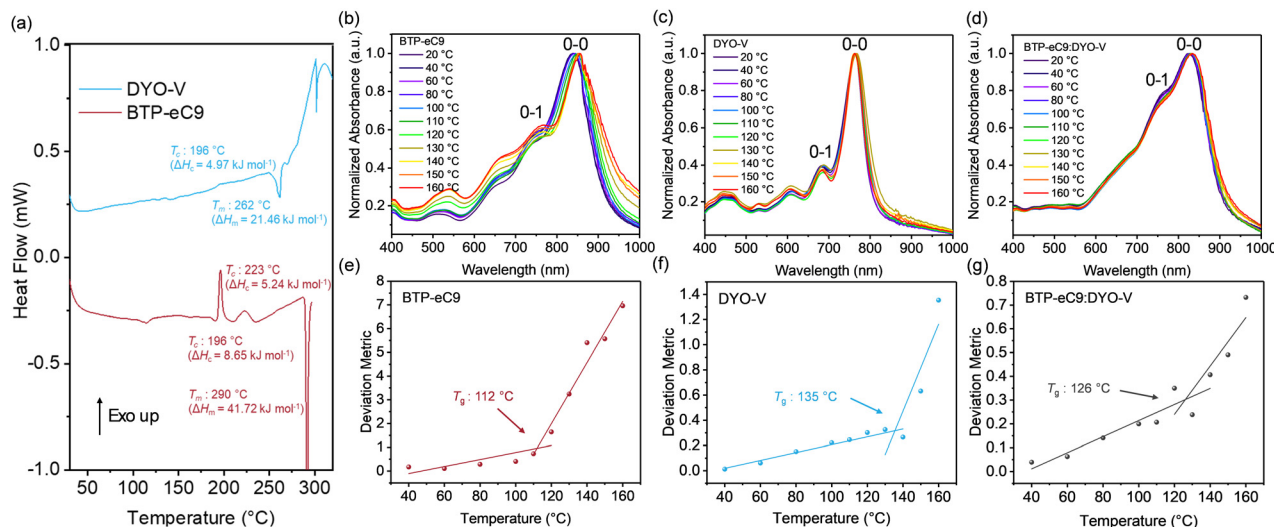 (a)
1.0
0.5
0.0
-0.5
-1.0
Heat Flow (mW)
DYO-V
BTP-eC9
Tc : 196 °C
(ΔHc = 4.97 kJ mol-1)
Tm : 262 °C
(ΔHm = 21.46 kJ mol-1)
Tc : 223 °C
(ΔHc = 5.24 kJ mol-1)
Tc : 196 °C
(ΔHc = 8.65 kJ mol-1)
Tm : 290 °C
(ΔHm = 41.72 kJ mol-1)
Exo up
50 100 150 200 250 300
Temperature (°C)
(b)
BTP-eC9
20 °C
40 °C
60 °C
80 °C
100 °C
110 °C
120 °C
130 °C
140 °C
150 °C
160 °C
0-0
0-1
1.0
0.8
0.6
0.4
0.2
Normalized Absorbance (a.u.)
400 500 600 700 800 900 1000
Wavelength (nm)
(c)
DYO-V
20 °C
40 °C
60 °C
80 °C
100 °C
110 °C
120 °C
130 °C
140 °C
150 °C
160 °C
0-0
0-1
1.0
0.8
0.6
0.4
0.2
Normalized Absorbance (a.u.)
400 500 600 700 800 900 1000
Wavelength (nm)
(d)
BTP-eC9:DYO-V
20 °C
40 °C
60 °C
80 °C
100 °C
110 °C
120 °C
130 °C
140 °C
150 °C
160 °C
0-0
0-1
1.0
0.8
0.6
0.4
0.2
Normalized Absorbance (a.u.)
400 500 600 700 800 900 1000
Wavelength (nm)
(e)
BTP-eC9
Tg : 112 °C
8
7
6
5
4
3
2
1
0
Deviation Metric
40 60 80 100 120 140 160
Temperature (°C)
(f)
DYO-V
Tg : 135 °C
1.4
1.2
1.0
0.8
0.6
0.4
0.2
0.0
Deviation Metric
40 60 80 100 120 140 160
Temperature (°C)
(g)
BTP-eC9:DYO-V
Tg : 126 °C
0.8
0.7
0.6
0.5
0.4
0.3
0.2
0.1
0.0
Deviation Metric
40 60 80 100 120 140 160
Temperature (°C)